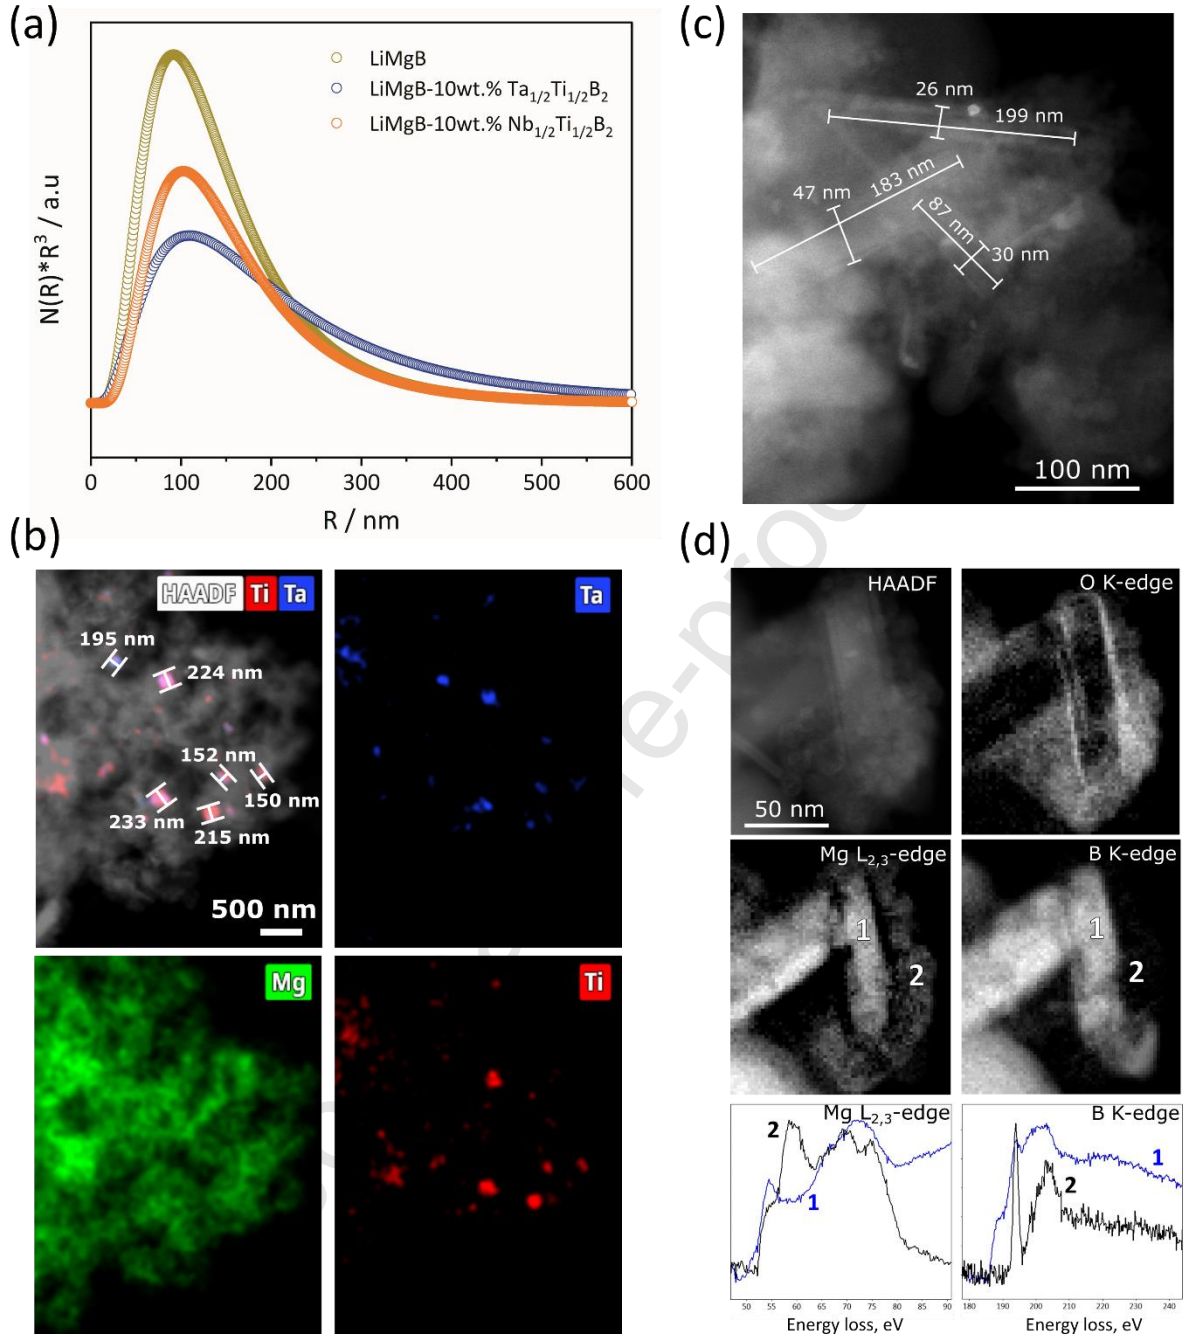 (a)
LiMgB
LiMgB-10wt.% Ta1/2Ti1/2B2
LiMgB-10wt.% Nb1/2Ti1/2B2
N(R)*R³ / a.u
0 100 200 300 400 500 600
R / nm
(c)
26 nm
199 nm
183 nm
47 nm
87 nm
30 nm
100 nm
(b)
HAADF Ti Ta
195 nm
224 nm
152 nm
150 nm
233 nm
215 nm
500 nm
Ta
Mg
Ti
(d)
HAADF
50 nm
O K-edge
Mg L2,3-edge
1
2
B K-edge
1
2
Mg L2,3-edge
2
1
50 55 60 65 70 75 80 85 90
Energy loss, eV
B K-edge
1
2
180 190 200 210 220 230 240
Energy loss, eV
re-proo